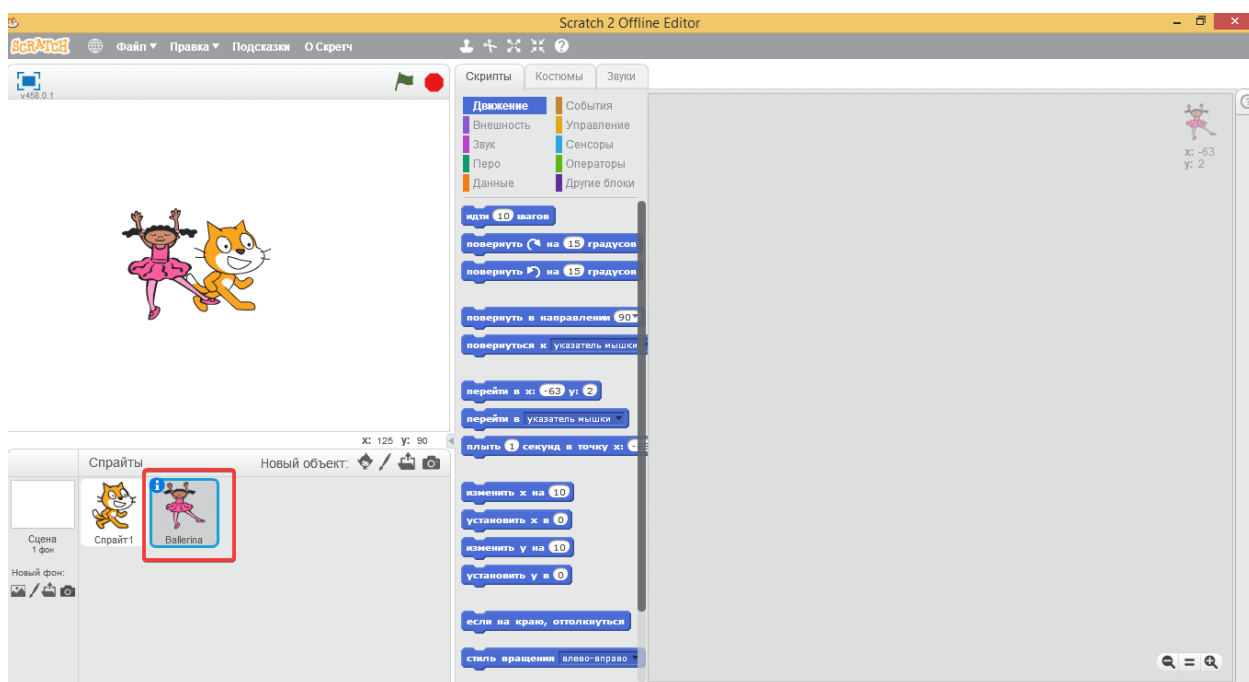 Scratch 2 Offline Editor
SCRATCH Файл Правка Подсказки О Скретч
v458.0.1
Скрипты Костюмы Звуки
Движение События
Внешность Управление
Звук Сенсоры
Перо Операторы
Данные Другие блоки
x: -63
y: 2
идти 10 шагов
повернуть на 15 градусов
повернуть на 15 градусов
повернуть в направлении 90
повернуться к указатель мышки
перейти в x: -63 y: 2
перейти в указатель мышки
плыть 1 секунд в точку x:
изменить x на 10
установить x в 0
изменить y на 10
установить y в 0
если на краю, оттолкнуться
стиль вращения влево-вправо
X: 125 y: 90
Спрайты Новый объект:
Сцена
1 фон
Спрайт1 Ballerina
Новый фон: